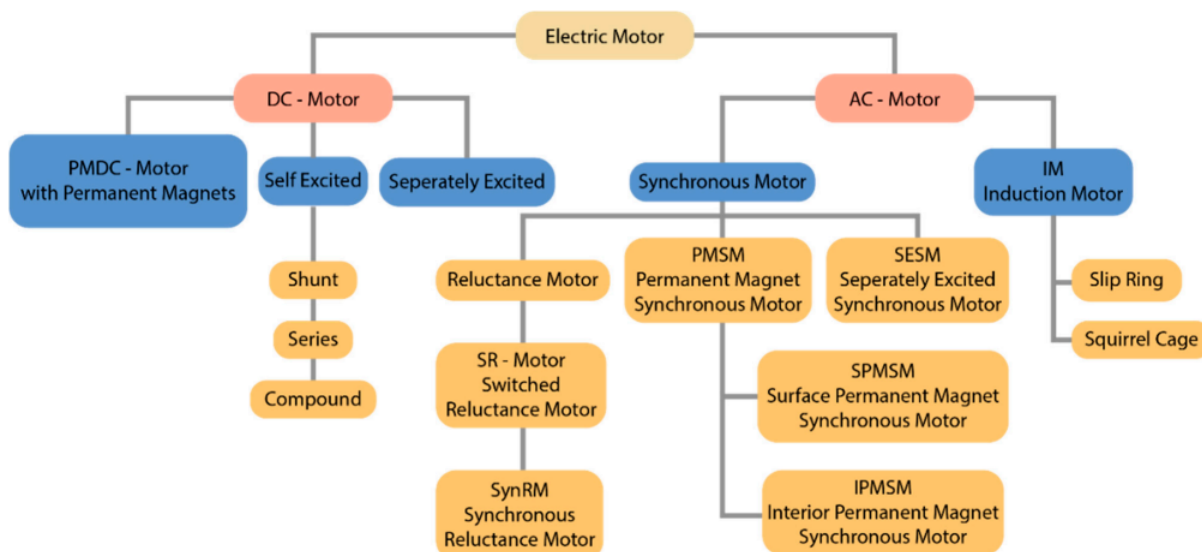 Electric Motor
DC - Motor
AC - Motor
PMDC - Motor
with Permanent Magnets
Self Excited
Seperately Excited
Synchronous Motor
IM
Induction Motor
Shunt
Series
Compound
Reluctance Motor
SR - Motor
Switched
Reluctance Motor
SynRM
Synchronous
Reluctance Motor
PMSM
Permanent Magnet
Synchronous Motor
SESM
Seperately Excited
Synchronous Motor
SPMSM
Surface Permanent Magnet
Synchronous Motor
IPMSM
Interior Permanent Magnet
Synchronous Motor
Slip Ring
Squirrel Cage